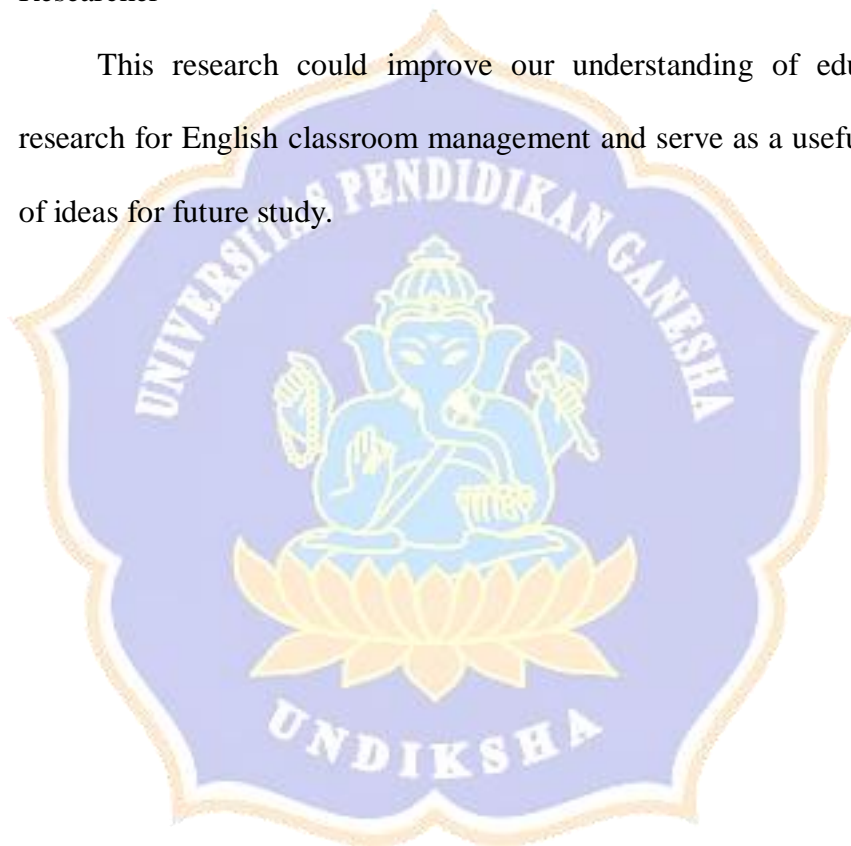 This research could improve our understanding of edu
research for English classroom management and serve as a usefu
of ideas for future study.
UNIVERSITAS PENDIDIKAN GANESHA
UNDIKSHA